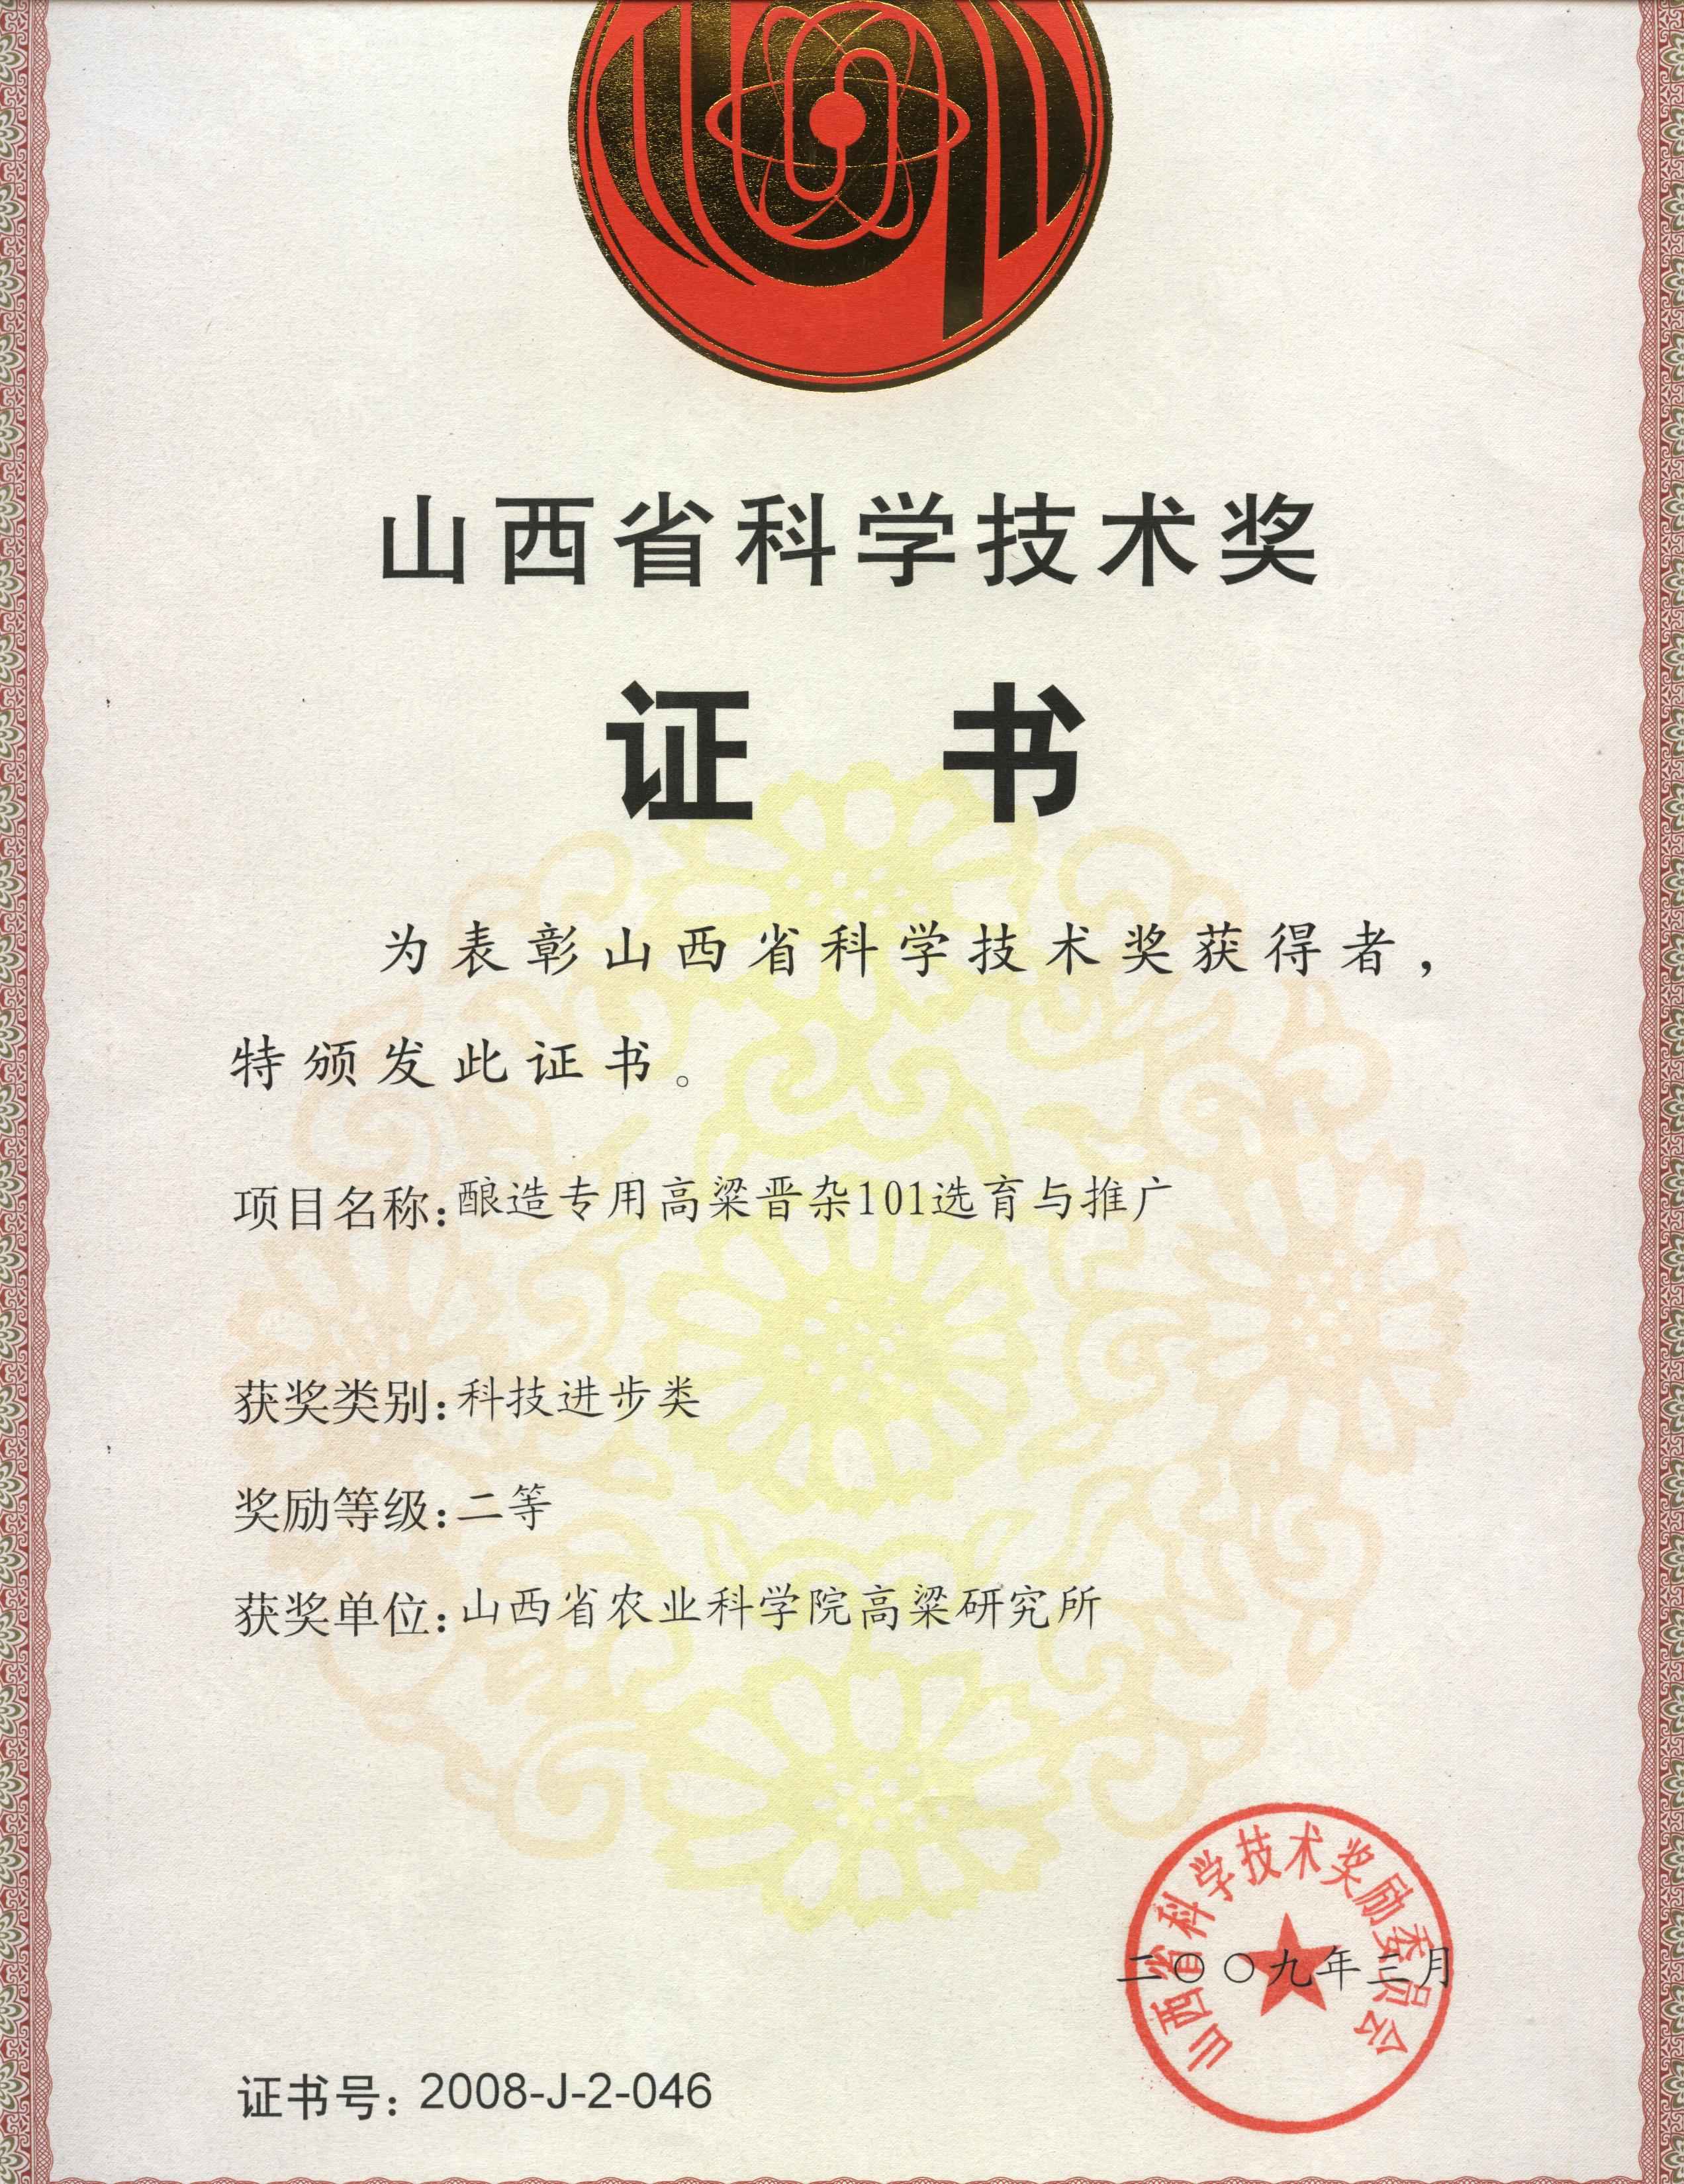 山西省科学技术奖
证 书
为表彰山西省科学技术奖获得者，
特颁发此证书。
项目名称:酿造专用高粱晋杂101选育与推广
获奖类别:科技进步类
奖励等级:二等
获奖单位:山西省农业科学院高粱研究所
山西省科学技术奖励委员会
二〇〇九年三月
证书号：2008-J-2-046